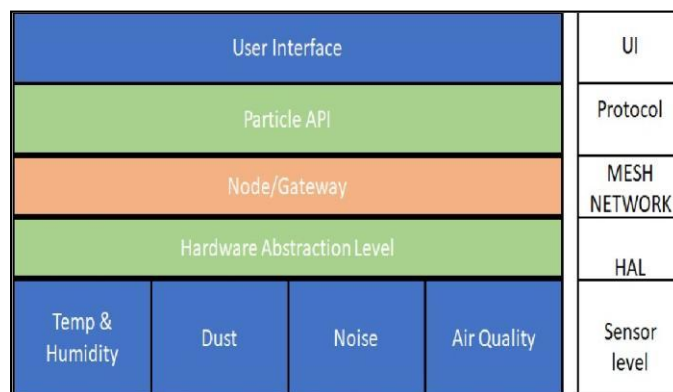 User Interface
UI
Particle API
Protocol
Node/Gateway
MESH
NETWORK
Hardware Abstraction Level
HAL
Temp &
Humidity
Dust
Noise
Air Quality
Sensor
level